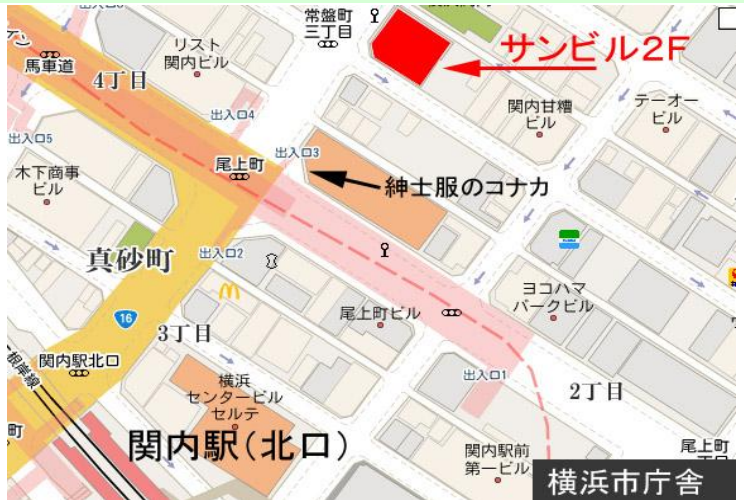 常盤町
三丁目
サンビル2F
リスト
関内ビル
馬車道
4丁目
関内甘糟
ビル
テーオー
ビル
出入口4
出入口5
出入口3
尾上町
紳士服のコナカ
木下商事
ビル
出入口2
真砂町
ヨコハマ
パークビル
尾上町ビル
16
3丁目
関内駅北口
根岸線
出入口1
2丁目
横浜
センタービル
セルテ
関内駅(北口)
町
関内駅前
第一ビル
尾上町
横浜市庁舎